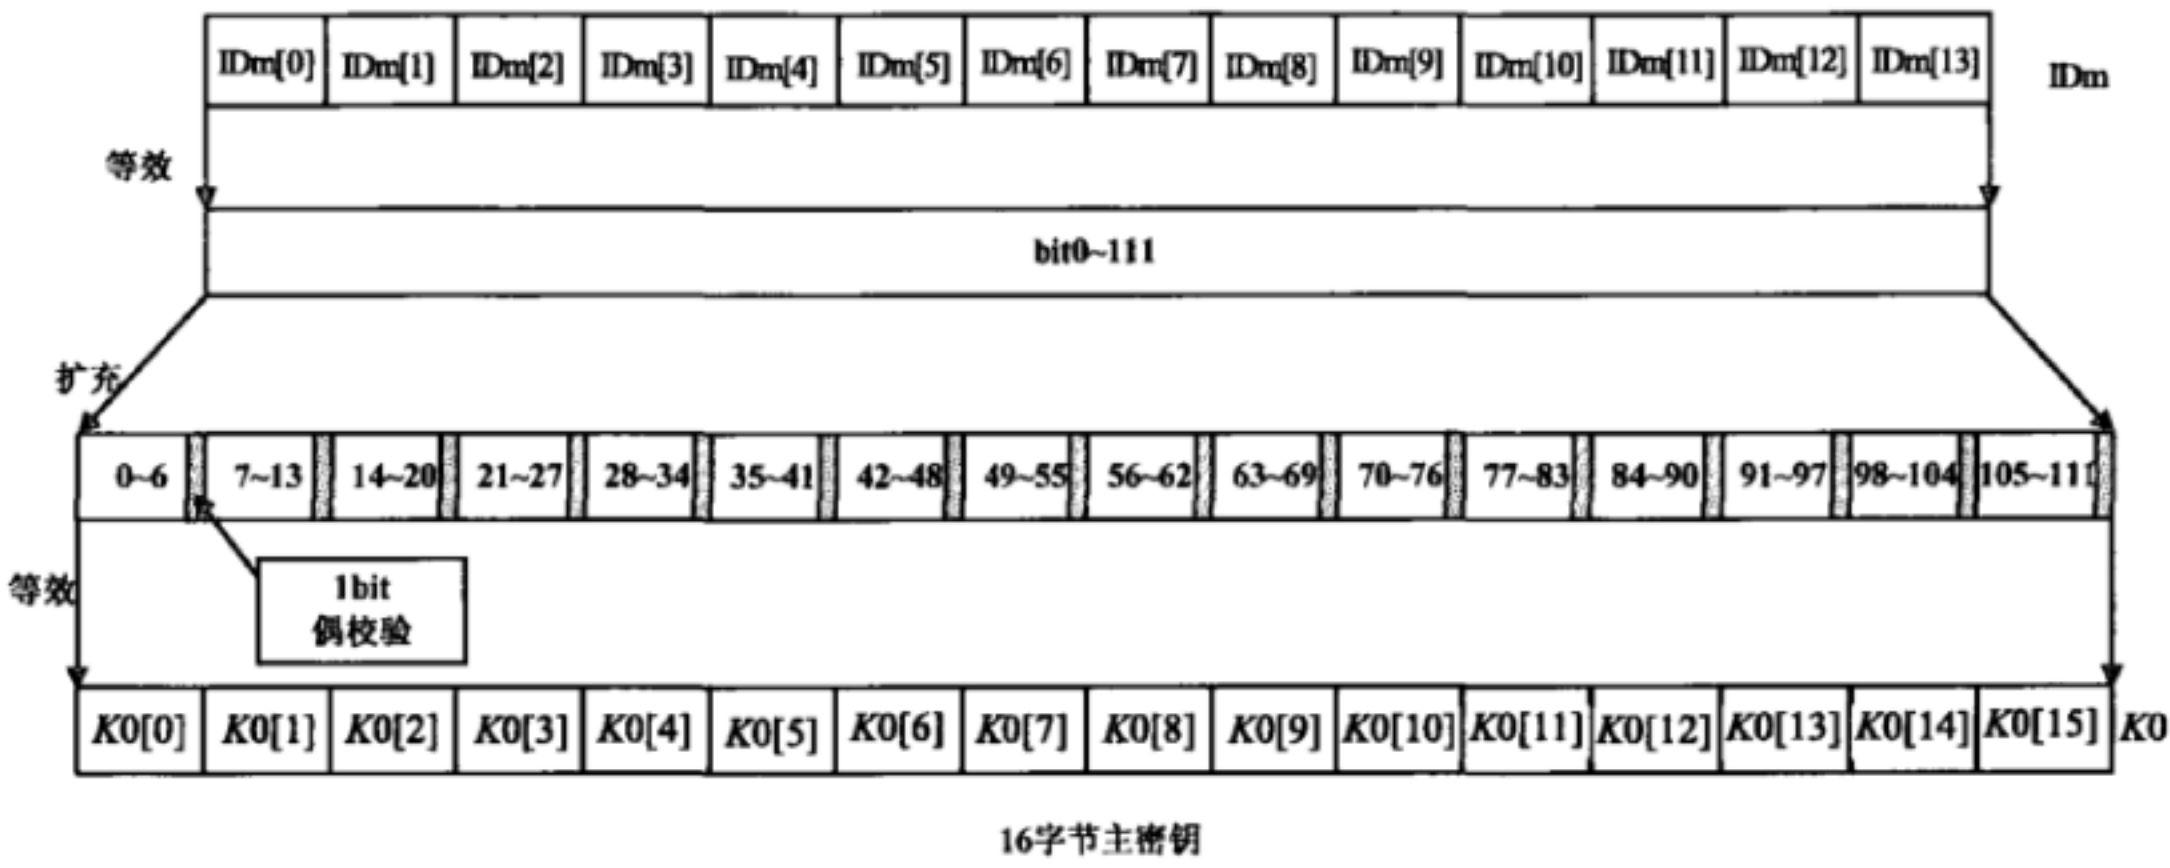 IDm[0] IDm[1] IDm[2] IDm[3] IDm[4] IDm[5] IDm[6] IDm[7] IDm[8] IDm[9] IDm[10] IDm[11] IDm[12] IDm[13] IDm
等效
bit0~111
扩充
0~6 7~13 14~20 21~27 28~34 35~41 42~48 49~55 56~62 63~69 70~76 77~83 84~90 91~97 98~104 105~111
等效
1bit
偶校验
K0[0] K0[1] K0[2] K0[3] K0[4] K0[5] K0[6] K0[7] K0[8] K0[9] K0[10] K0[11] K0[12] K0[13] K0[14] K0[15] K0
16字节主密钥